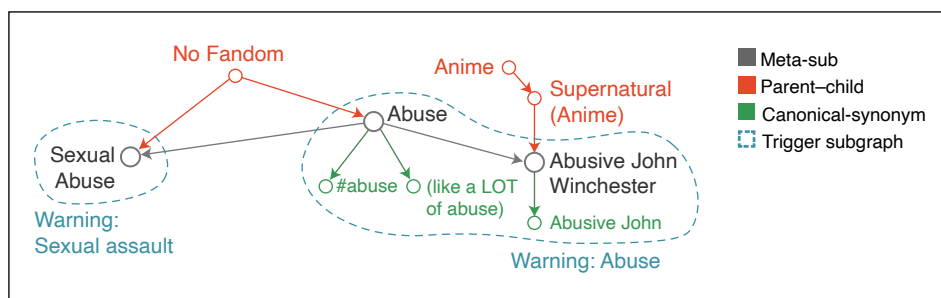 No Fandom
Anime
Supernatural
(Anime)
Abuse
Sexual
Abuse
#abuse
(like a LOT
of abuse)
Abusive John
Winchester
Abusive John
Warning:
Sexual assault
Warning: Abuse
Meta-sub
Parent–child
Canonical-synonym
Trigger subgraph